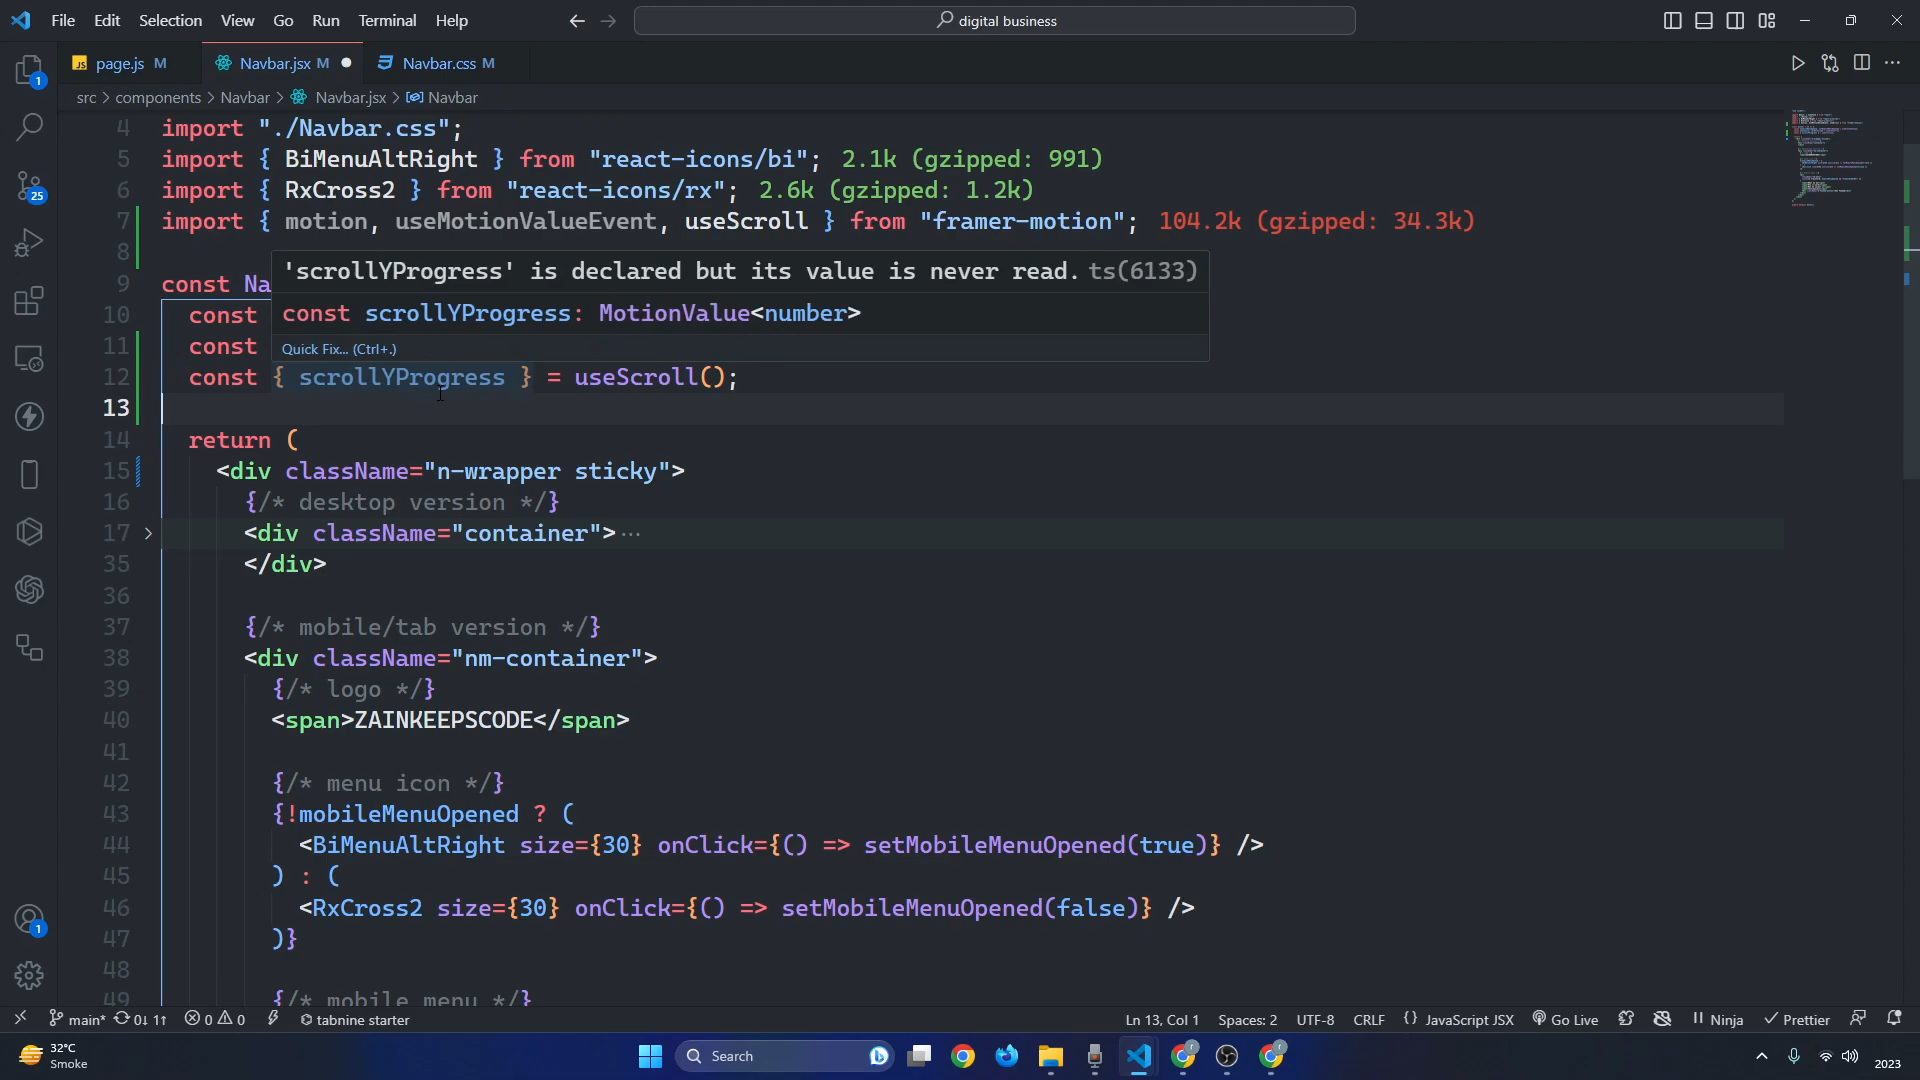 File Edit Selection View Go Run Terminal Help
digital business
page.js M
Navbar.jsx M
Navbar.css M
src > components > Navbar > Navbar.jsx > Navbar
4 import "./Navbar.css";
5 import { BiMenuAltRight } from "react-icons/bi"; 2.1k (gzipped: 991)
6 import { RxCross2 } from "react-icons/rx"; 2.6k (gzipped: 1.2k)
7 import { motion, useMotionValueEvent, useScroll } from "framer-motion"; 104.2k (gzipped: 34.3k)
8
'scrollYProgress' is declared but its value is never read. ts(6133)
9 const Na
10 const
const scrollYProgress: MotionValue<number>
11 const
Quick Fix... (Ctrl+.)
12 const { scrollYProgress } = useScroll();
13
14 return (
15 <div className="n-wrapper sticky">
16 {/* desktop version */}
17 <div className="container"> ...
35 </div>
36
37 {/* mobile/tab version */}
38 <div className="nm-container">
39 {/* logo */}
40 <span>ZAINKEEPSCODE</span>
41
42 {/* menu icon */}
43 {!mobileMenuOpened ? (
44 <BiMenuAltRight size={30} onClick={() => setMobileMenuOpened(true)} />
45 ) : (
46 <RxCross2 size={30} onClick={() => setMobileMenuOpened(false)} />
47 )}
48
49 {/* mobile menu */}
1
25
1
main* 0↓ 1↑ 0 0 tabnine starter
Ln 13, Col 1 Spaces: 2 UTF-8 CRLF {} JavaScript JSX Go Live Ninja Prettier
32°C
Smoke
Search
2023